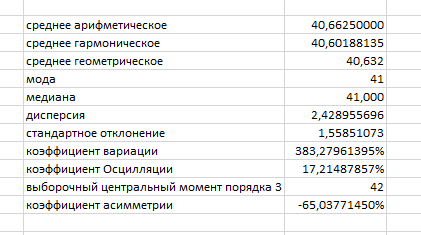 среднее арифметическое 40,66250000
среднее гармоническое 40,60188135
среднее геометрическое 40,632
мода 41
медиана 41,000
дисперсия 2,428955696
стандартное отклонение 1,55851073
коэффициент вариации 383,27961395%
коэффициент Осцилляции 17,21487857%
выборочный центральный момент порядка 3 42
коэффициент асимметрии -65,03771450%